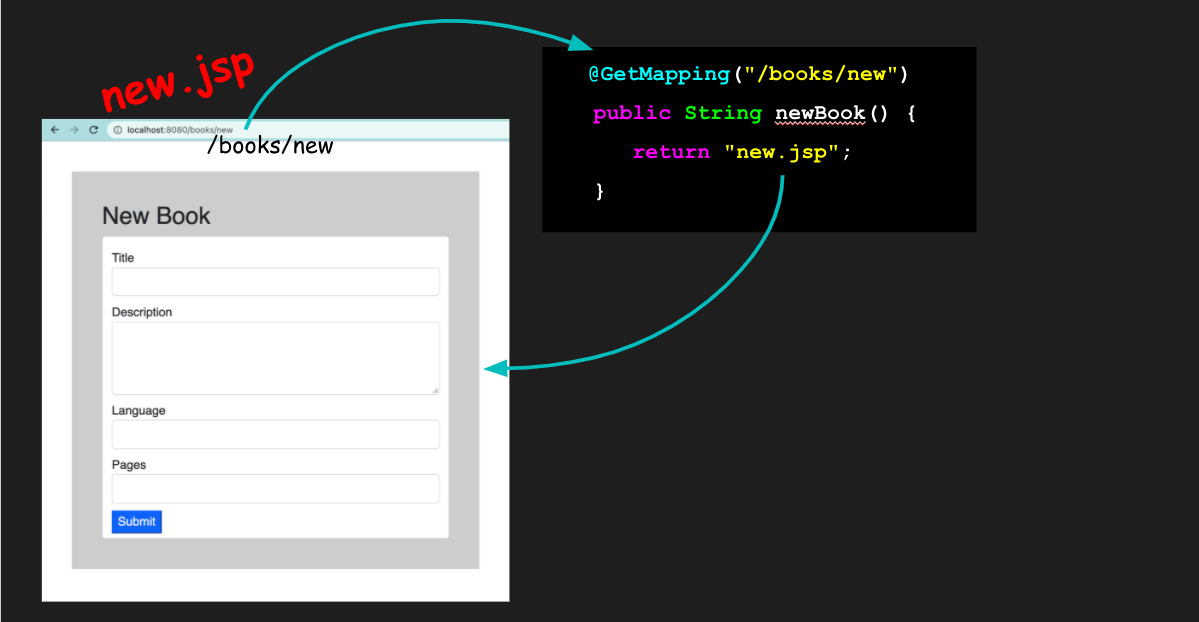 new.jsp
localhost:8080/books/new
/books/new
New Book
Title
Description
Language
Pages
Submit
@GetMapping("/books/new")
public String newBook() {
return "new.jsp";
}